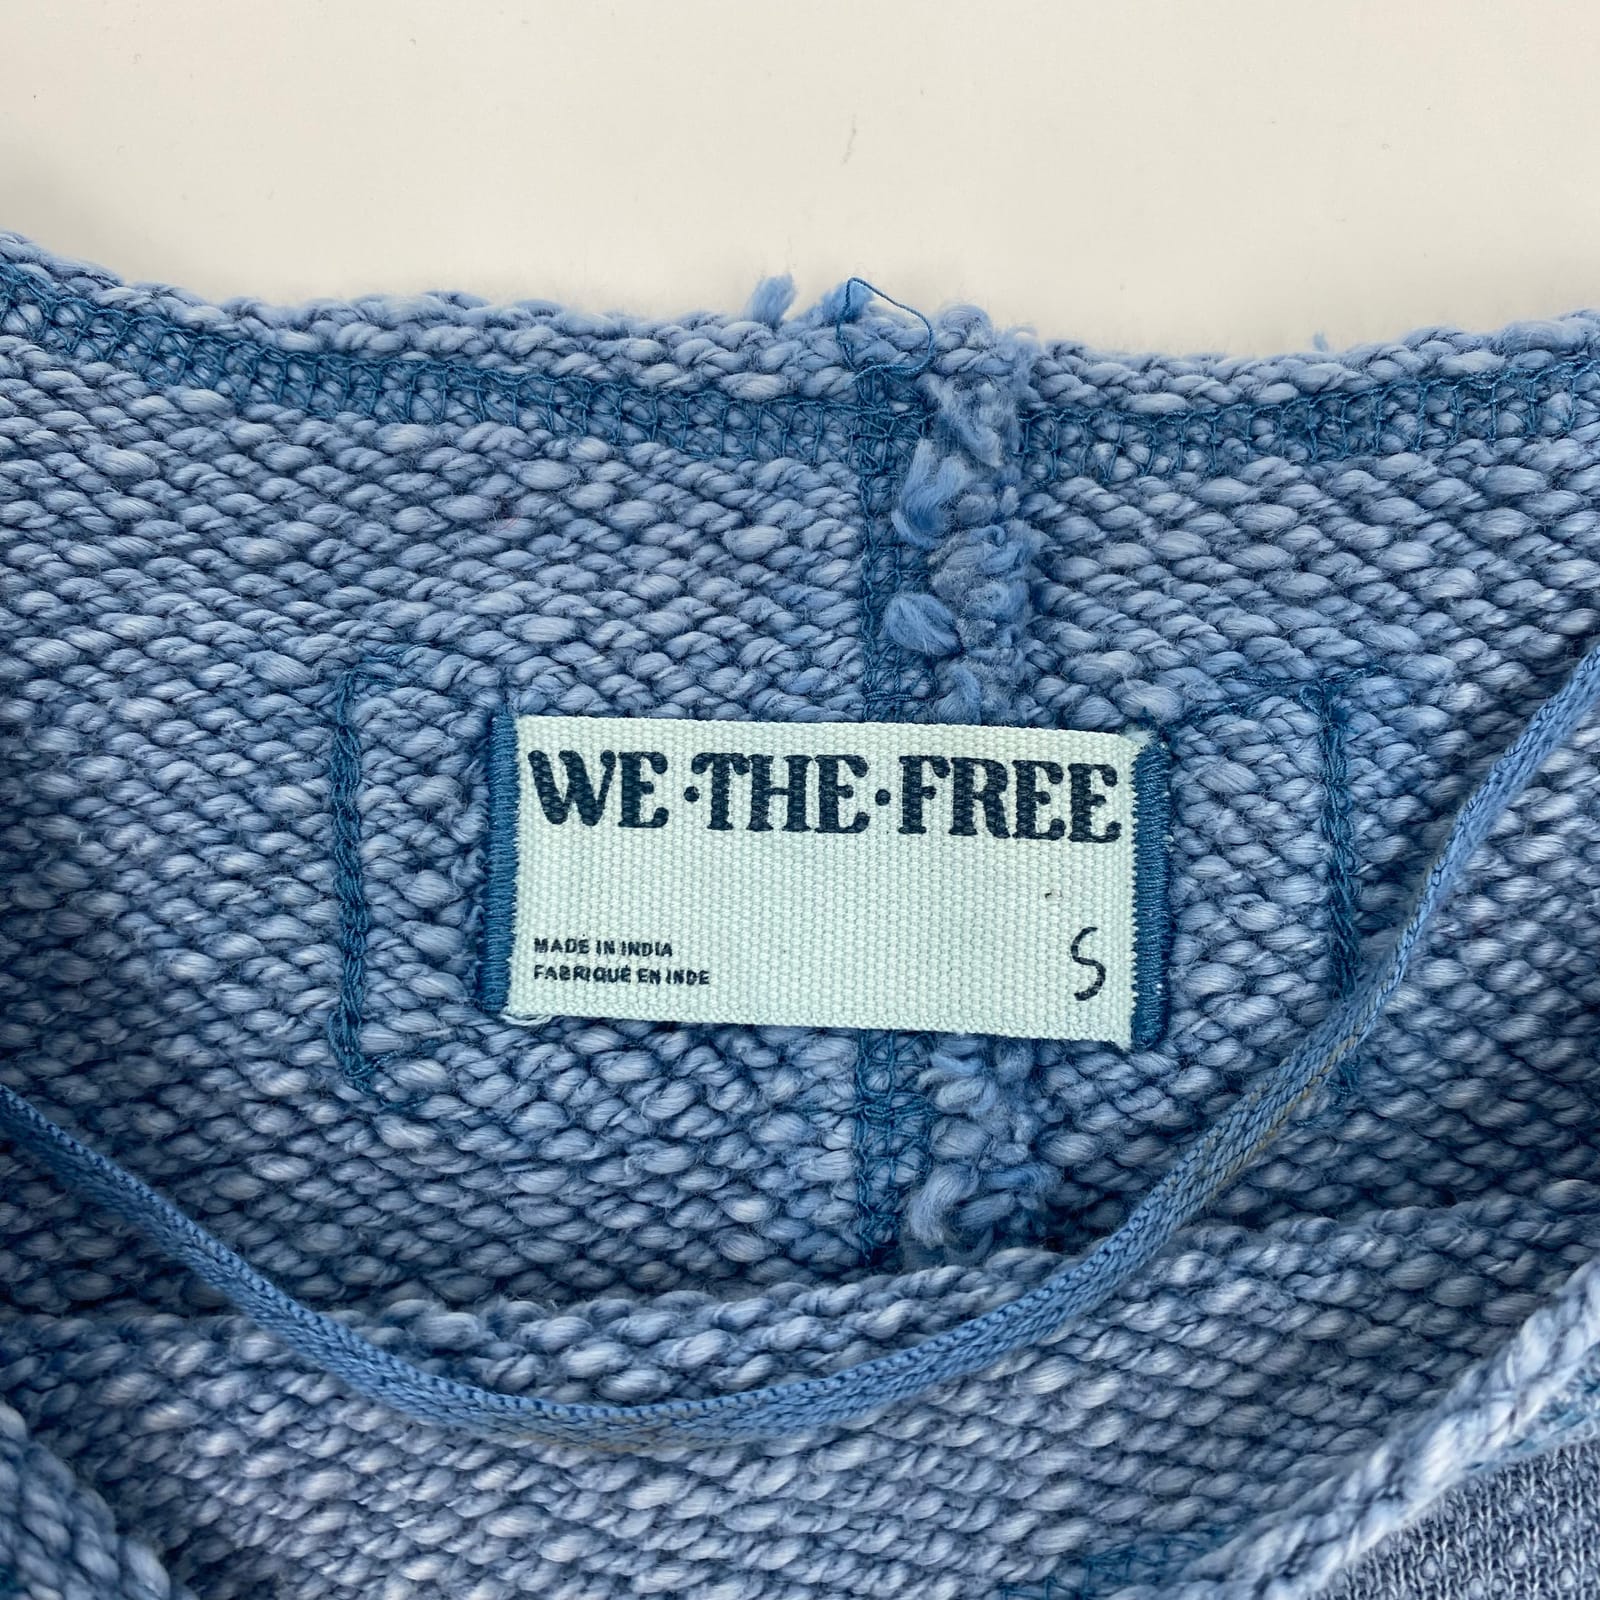 WE·THE·FREE
MADE IN INDIA
FABRIQUÉ EN INDE
S